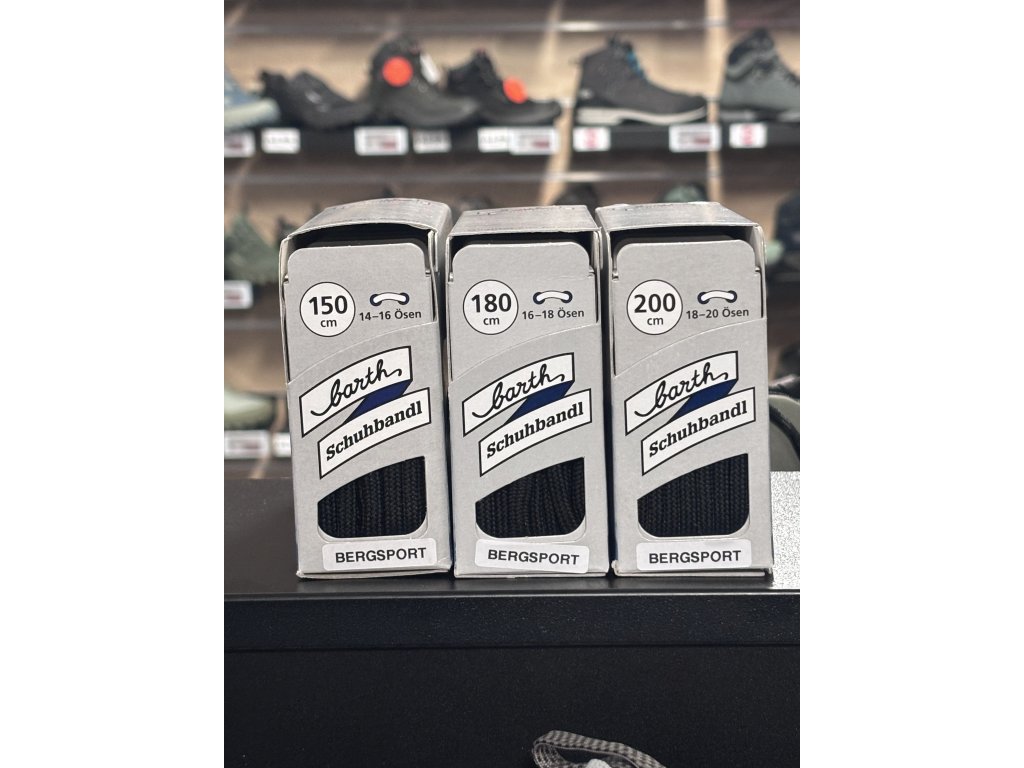 150
cm
14–16 Ösen
barth
Schuhbandl
BERGSPORT
180
cm
16–18 Ösen
barth
Schuhbandl
BERGSPORT
200
cm
18–20 Ösen
barth
Schuhbandl
BERGSPORT